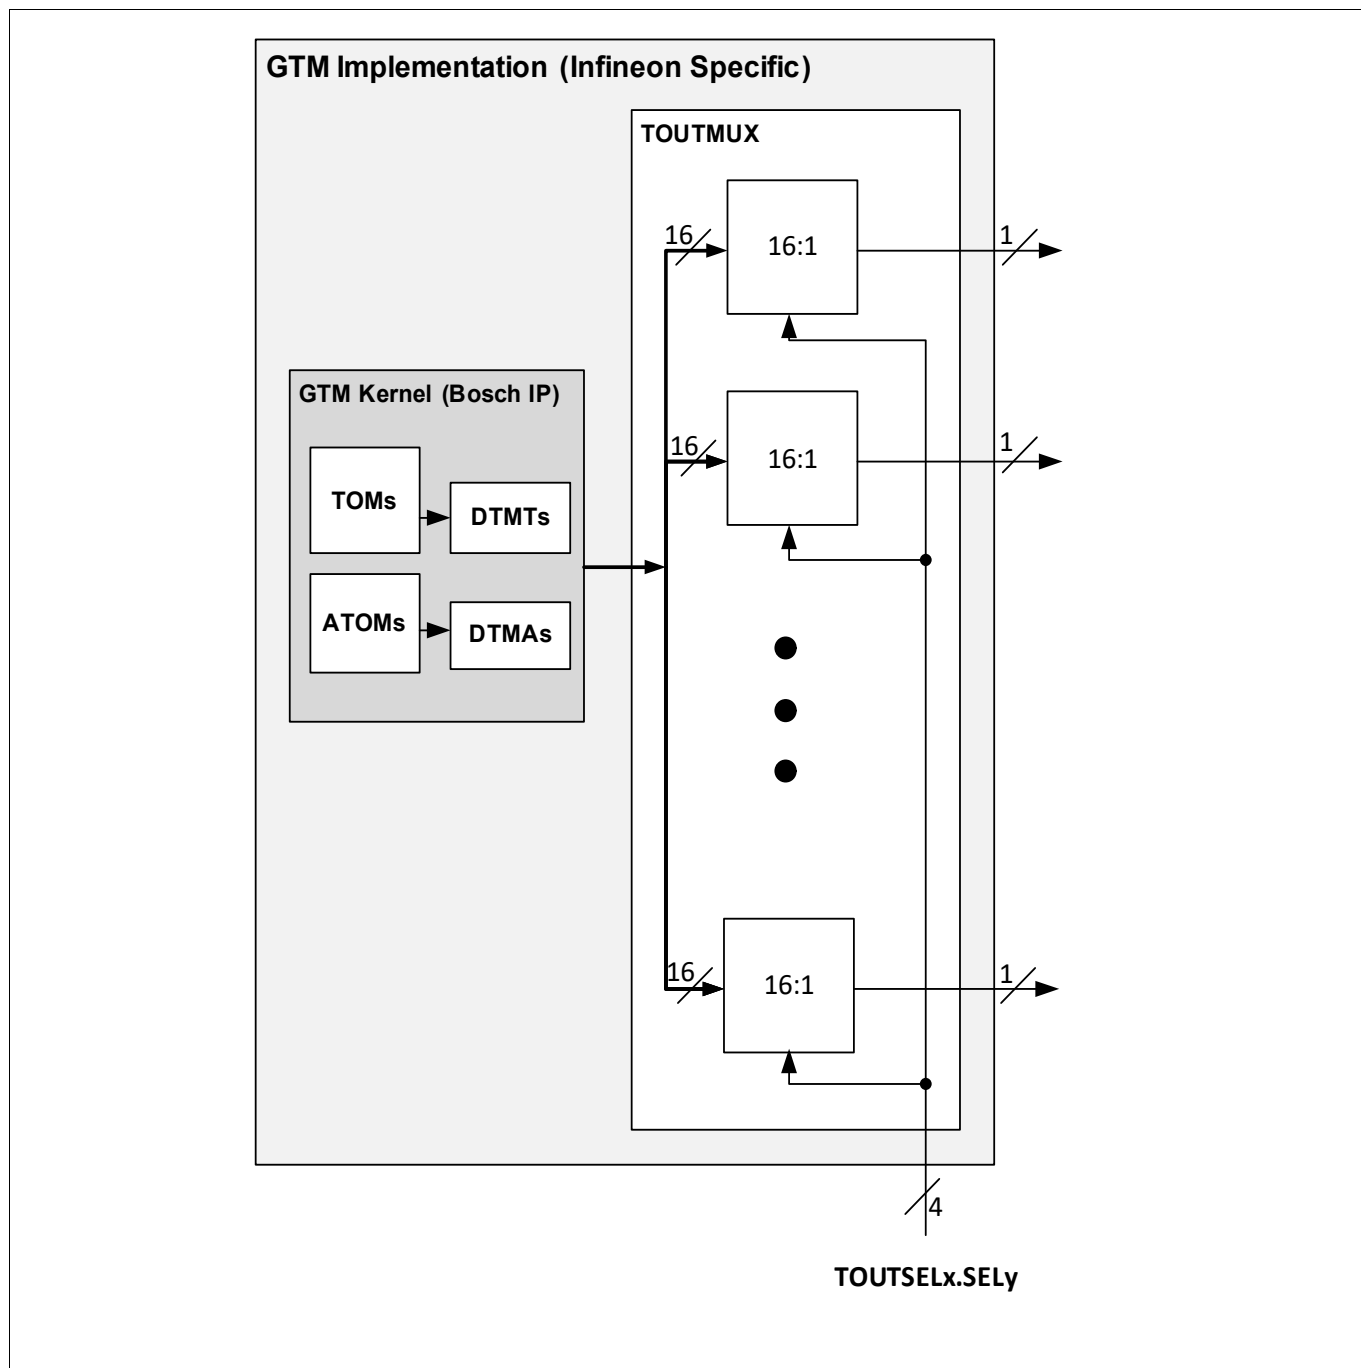 GTM Implementation (Infineon Specific)
TOUTMUX
16
16:1
1
GTM Kernel (Bosch IP)
16
16:1
1
TOMs
DTMTs
ATOMs
DTMAs
16
16:1
1
4
TOUTSELx.SELy